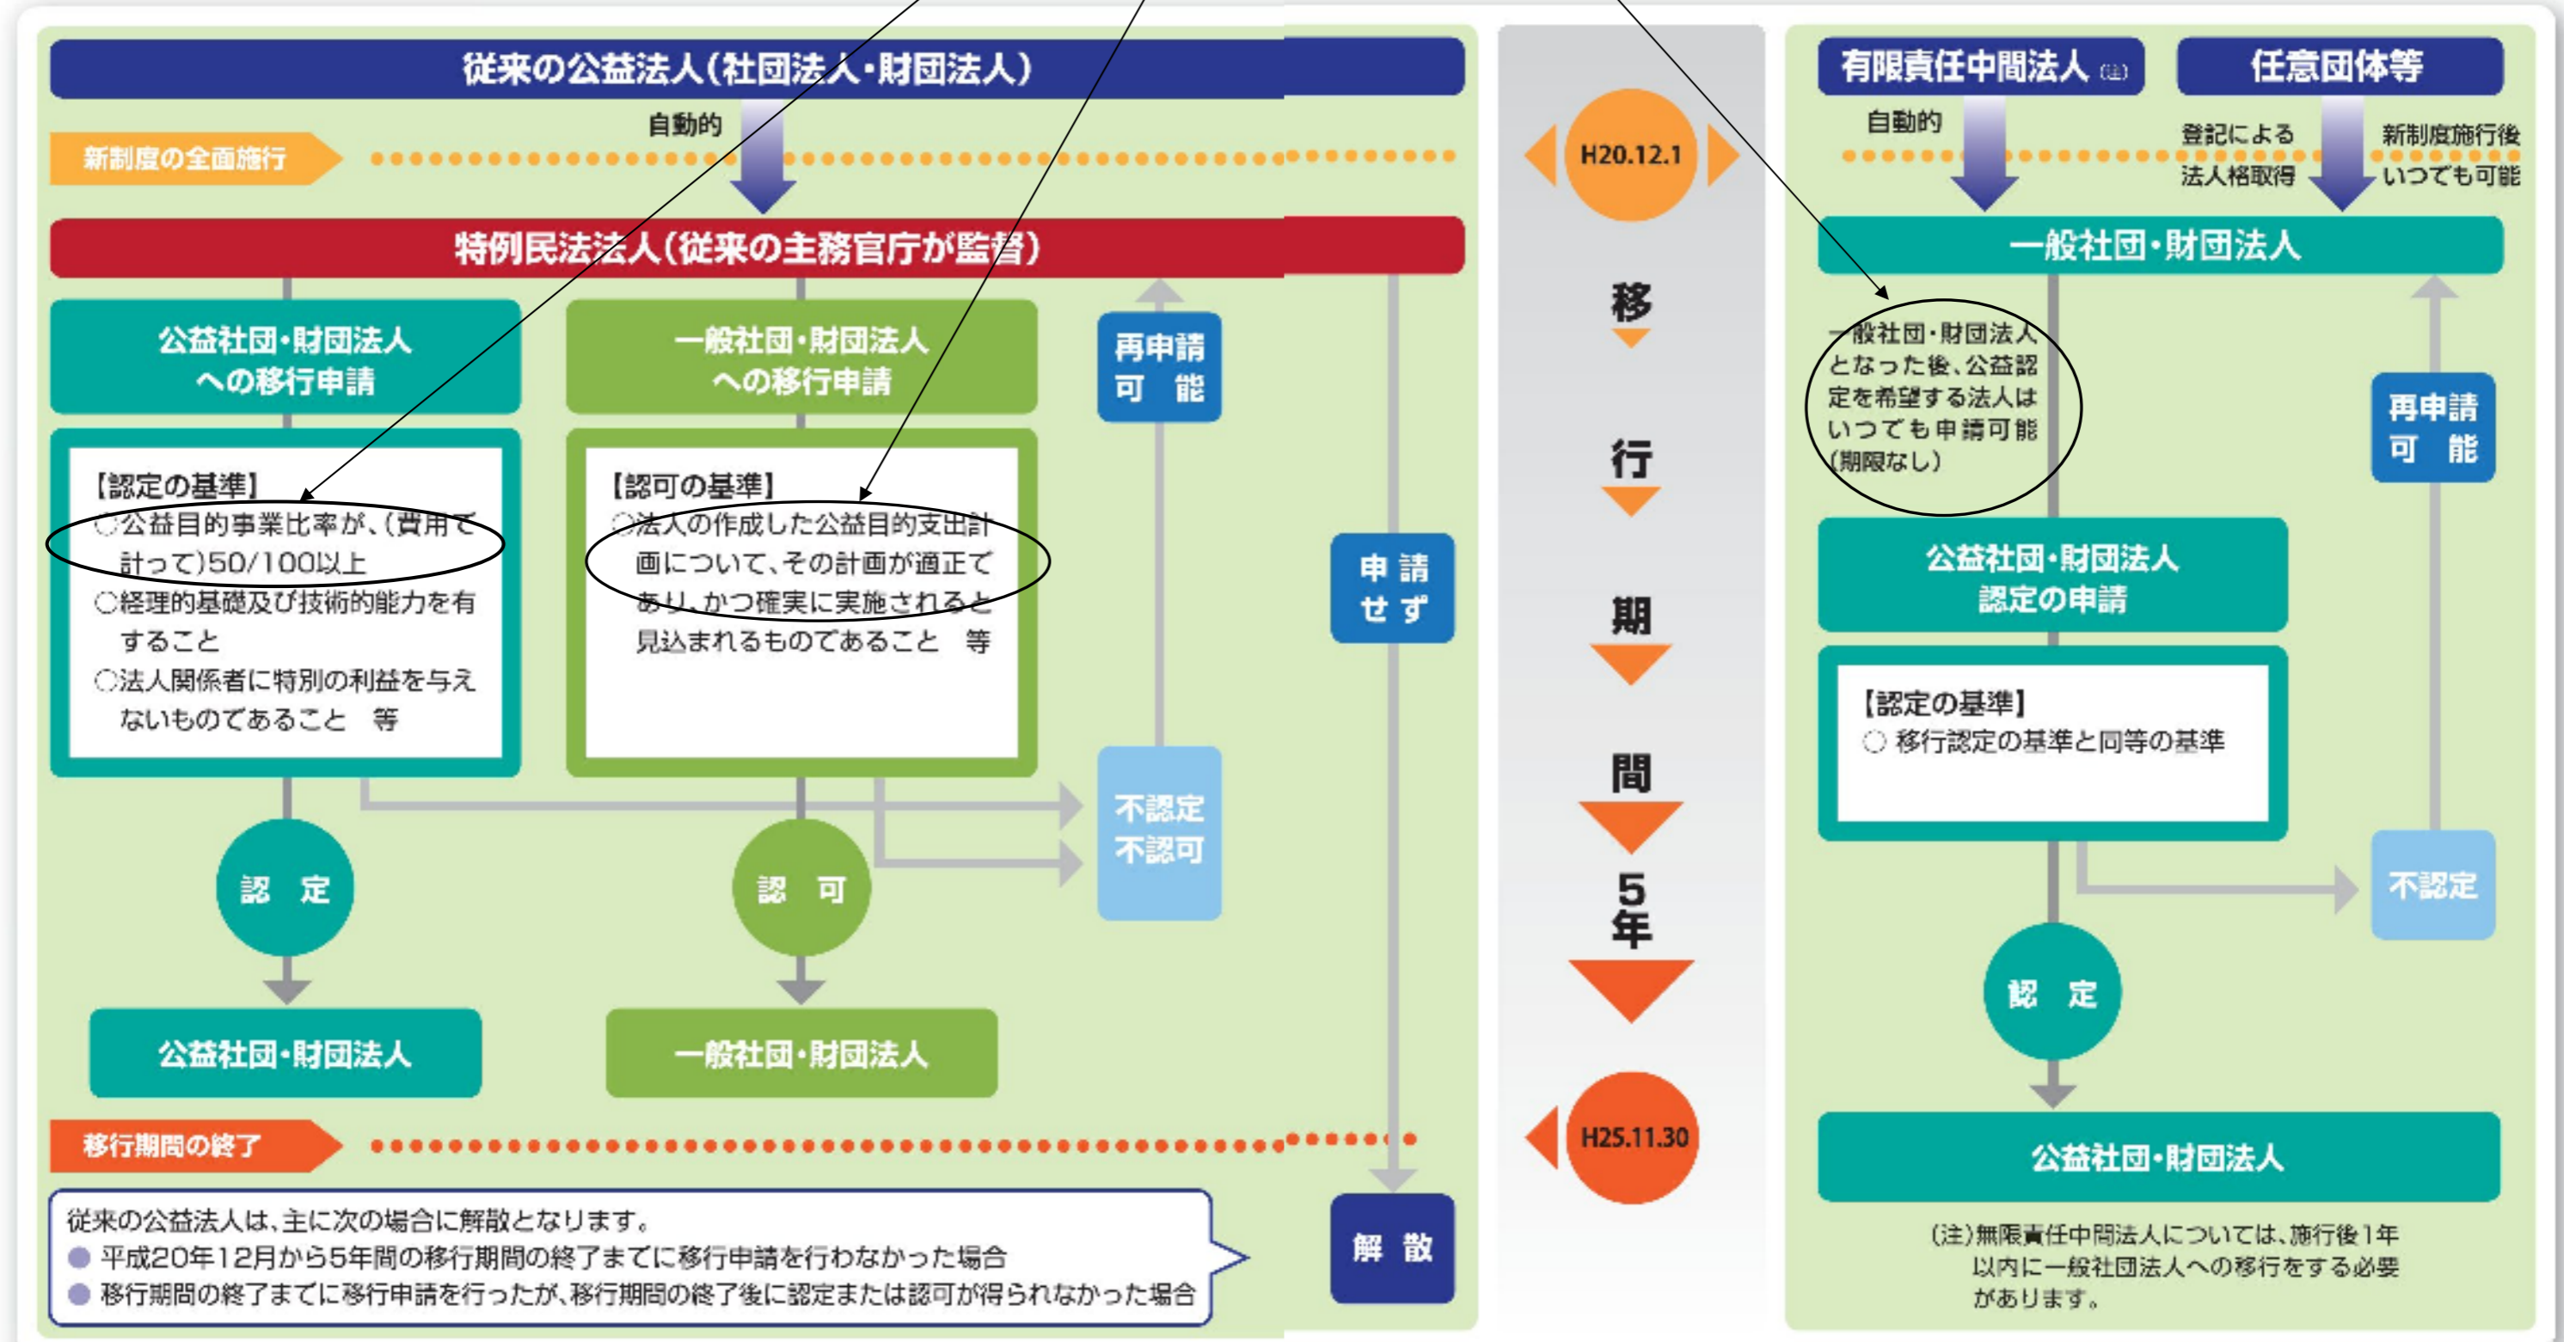 従来の公益法人(社団法人・財団法人)
自動的
新制度の全面施行
特例民法法人(従来の主務官庁が監督)
公益社団・財団法人
への移行申請
【認定の基準】
○公益目的事業比率が、(費用で
計って)50/100以上
○経理的基礎及び技術的能力を有
すること
○法人関係者に特別の利益を与え
ないものであること 等
認 定
公益社団・財団法人
一般社団・財団法人
への移行申請
【認可の基準】
○法人の作成した公益目的支出計
画について、その計画が適正で
あり、かつ確実に実施されると
見込まれるものであること 等
認 可
一般社団・財団法人
再申請
可 能
不認定
不認可
申 請
せ ず
移行期間の終了
従来の公益法人は、主に次の場合に解散となります。
● 平成20年12月から5年間の移行期間の終了までに移行申請を行わなかった場合
● 移行期間の終了までに移行申請を行ったが、移行期間の終了後に認定または認可が得られなかった場合
解 散
H20.12.1
移
行
期
間
5
年
H25.11.30
有限責任中間法人 (注)
任意団体等
自動的
登記による
法人格取得
新制度施行後
いつでも可能
一般社団・財団法人
一般社団・財団法人
となった後、公益認
定を希望する法人は
いつでも申請可能
(期限なし)
再申請
可 能
公益社団・財団法人
認定の申請
【認定の基準】
○ 移行認定の基準と同等の基準
不認定
認 定
公益社団・財団法人
(注)無限責任中間法人については、施行後1年
以内に一般社団法人への移行をする必要
があります。